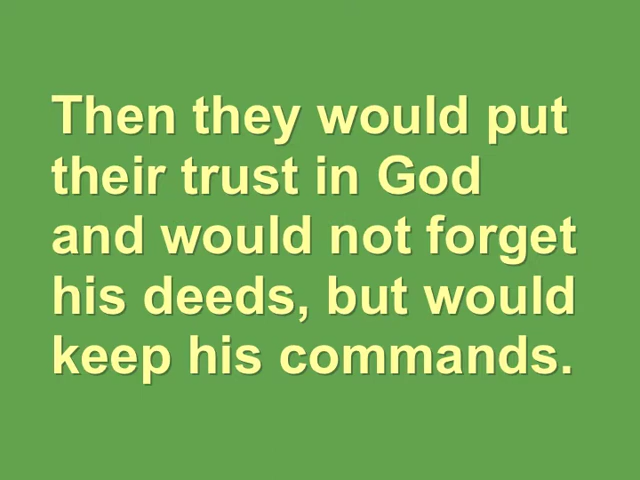 Then they would put
their trust in God
and would not forget
his deeds, but would
keep his commands.